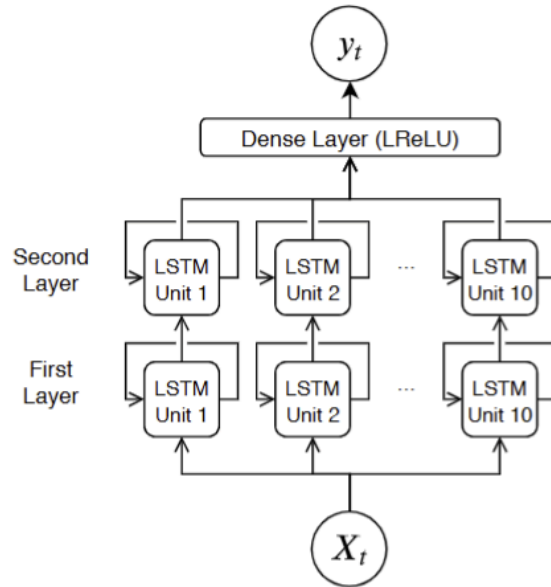 y_t
Dense Layer (LReLU)
Second
Layer
LSTM
Unit 1
LSTM
Unit 2
...
LSTM
Unit 10
First
Layer
LSTM
Unit 1
LSTM
Unit 2
...
LSTM
Unit 10
X_t